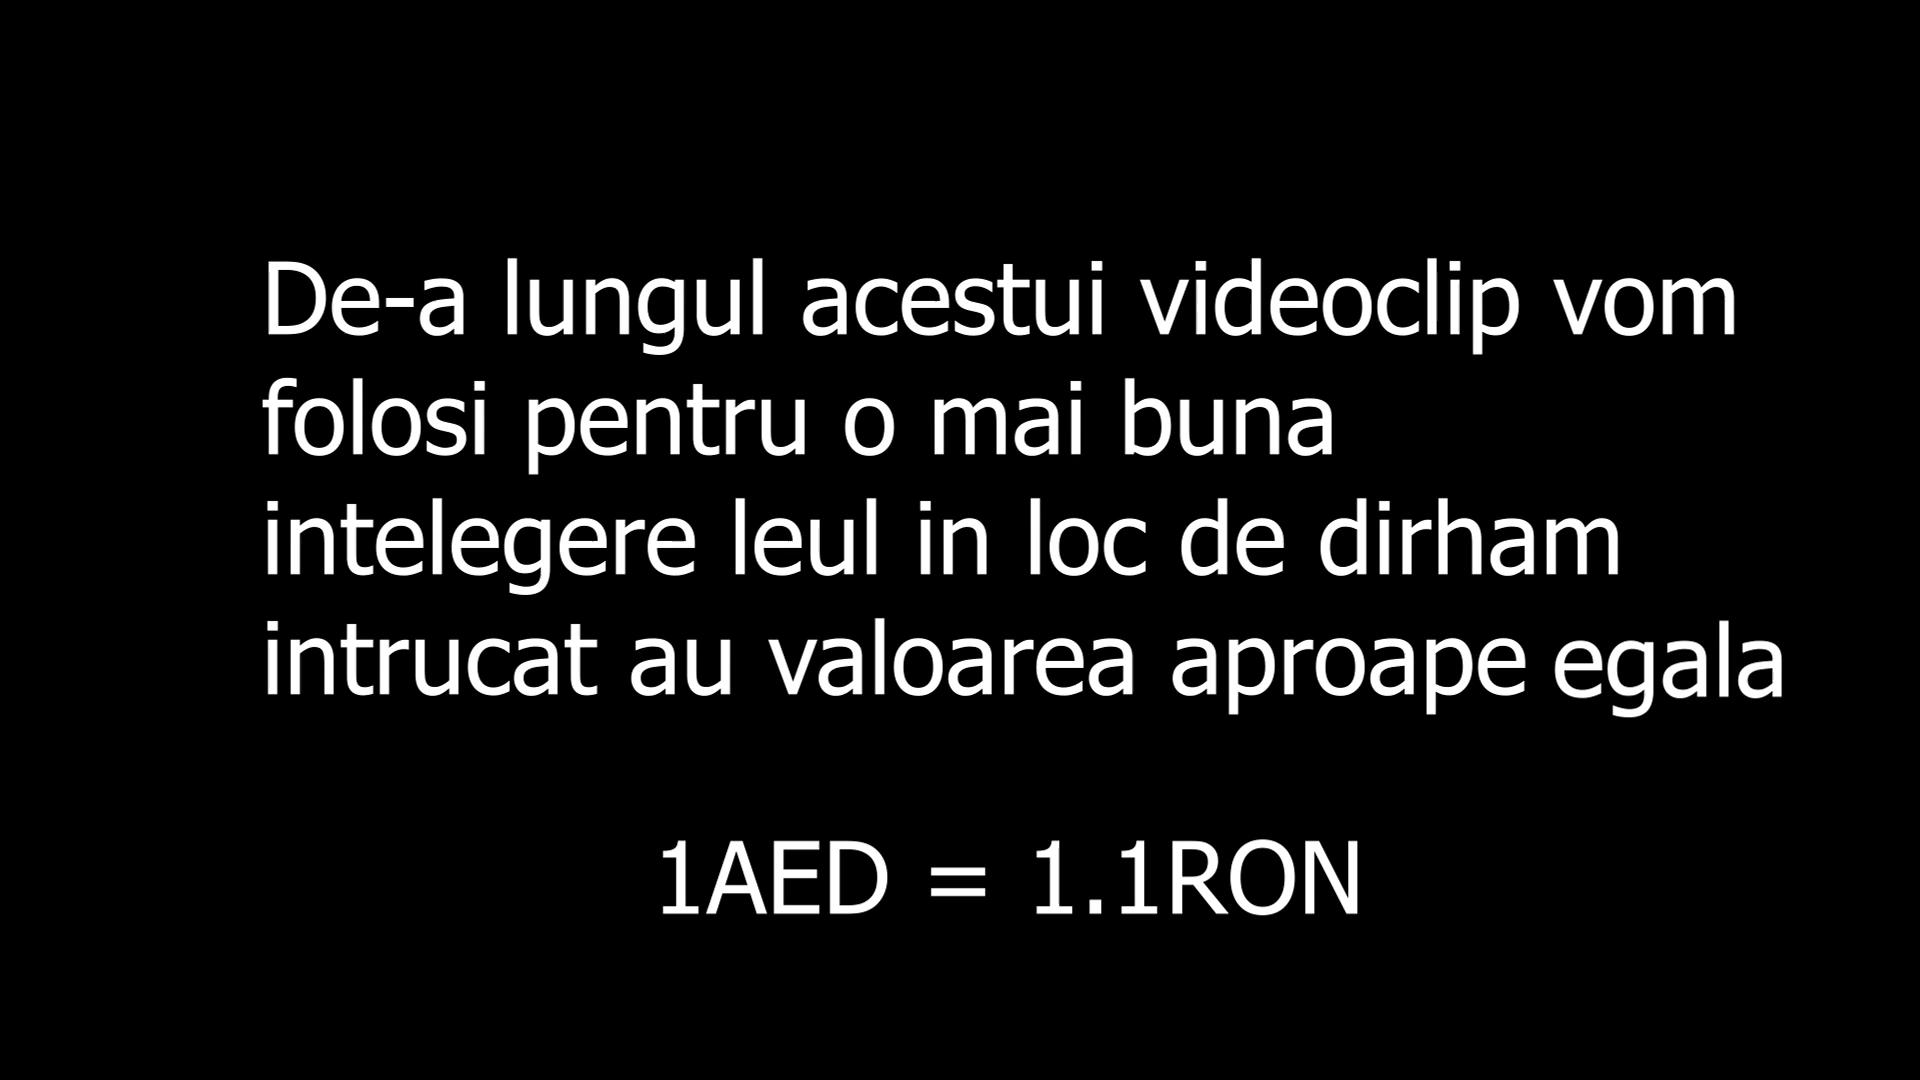 De-a lungul acestui videoclip vom
folosi pentru o mai buna
intelegere leul in loc de dirham
intrucat au valoarea aproape egala
1AED = 1.1RON